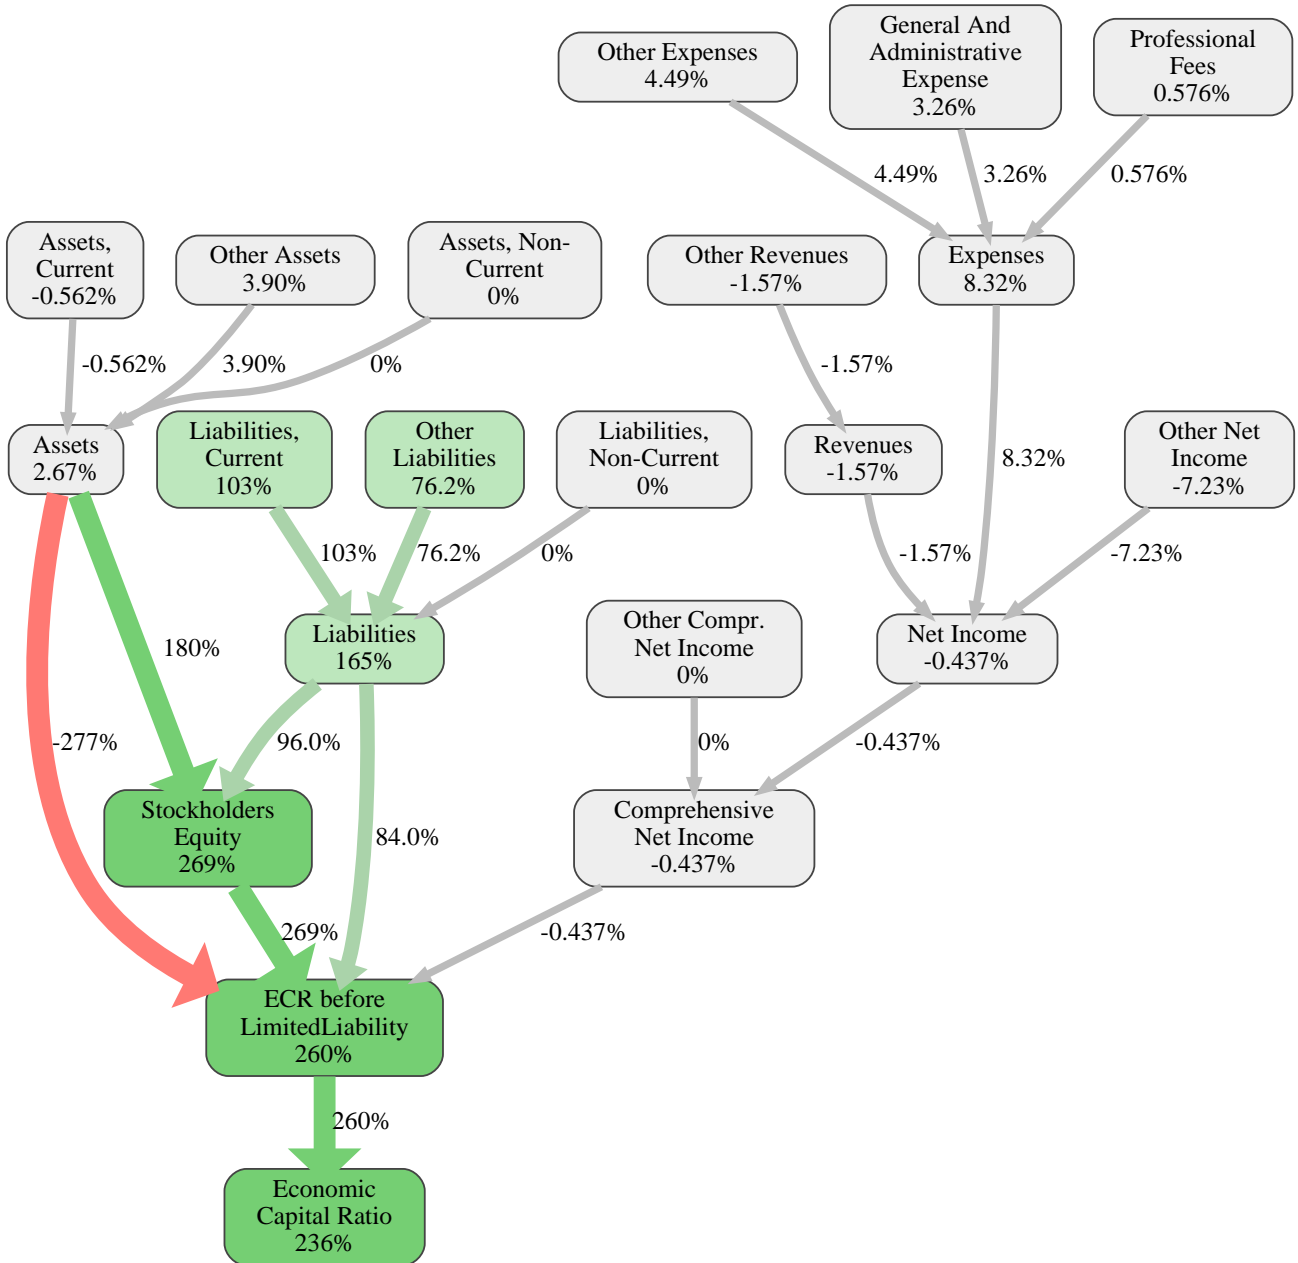 Other Expenses
4.49%
General And
Administrative
Expense
3.26%
Professional
Fees
0.576%
4.49%
3.26%
0.576%
Assets,
Current
-0.562%
Other Assets
3.90%
Assets, Non-
Current
0%
Other Revenues
-1.57%
Expenses
8.32%
-0.562%
3.90%
0%
-1.57%
8.32%
Assets
2.67%
Liabilities,
Current
103%
Other
Liabilities
76.2%
Liabilities,
Non-Current
0%
Revenues
-1.57%
Other Net
Income
-7.23%
103%
76.2%
0%
-1.57%
-7.23%
180%
Liabilities
165%
Other Compr.
Net Income
0%
Net Income
-0.437%
-277%
96.0%
0%
-0.437%
Stockholders
Equity
269%
84.0%
Comprehensive
Net Income
-0.437%
269%
-0.437%
ECR before
LimitedLiability
260%
260%
Economic
Capital Ratio
236%